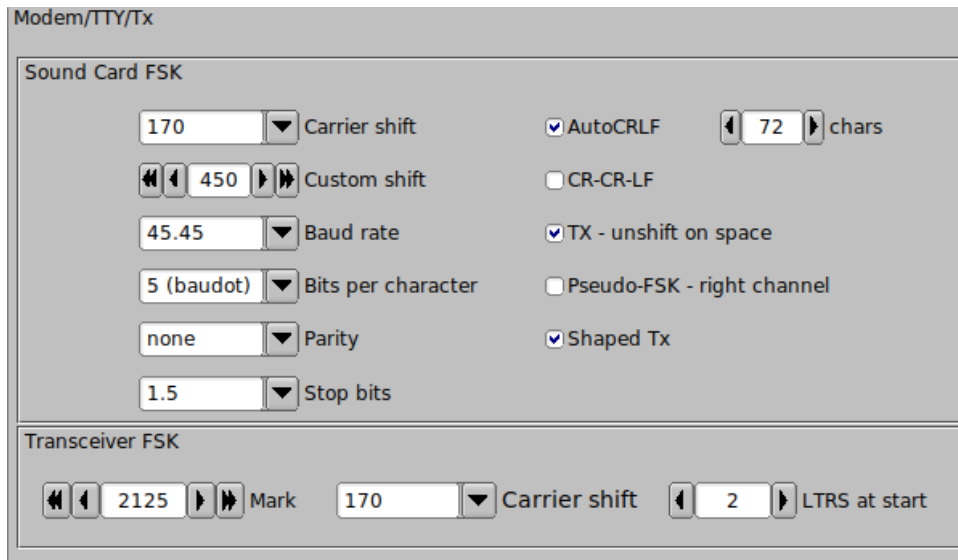 Modem/TTY/Tx
Sound Card FSK
170 Carrier shift AutoCRLF 72 chars
450 Custom shift CR-CR-LF
45.45 Baud rate TX - unshift on space
5 (baudot) Bits per character Pseudo-FSK - right channel
none Parity Shaped Tx
1.5 Stop bits
Transceiver FSK
2125 Mark 170 Carrier shift 2 LTRS at start